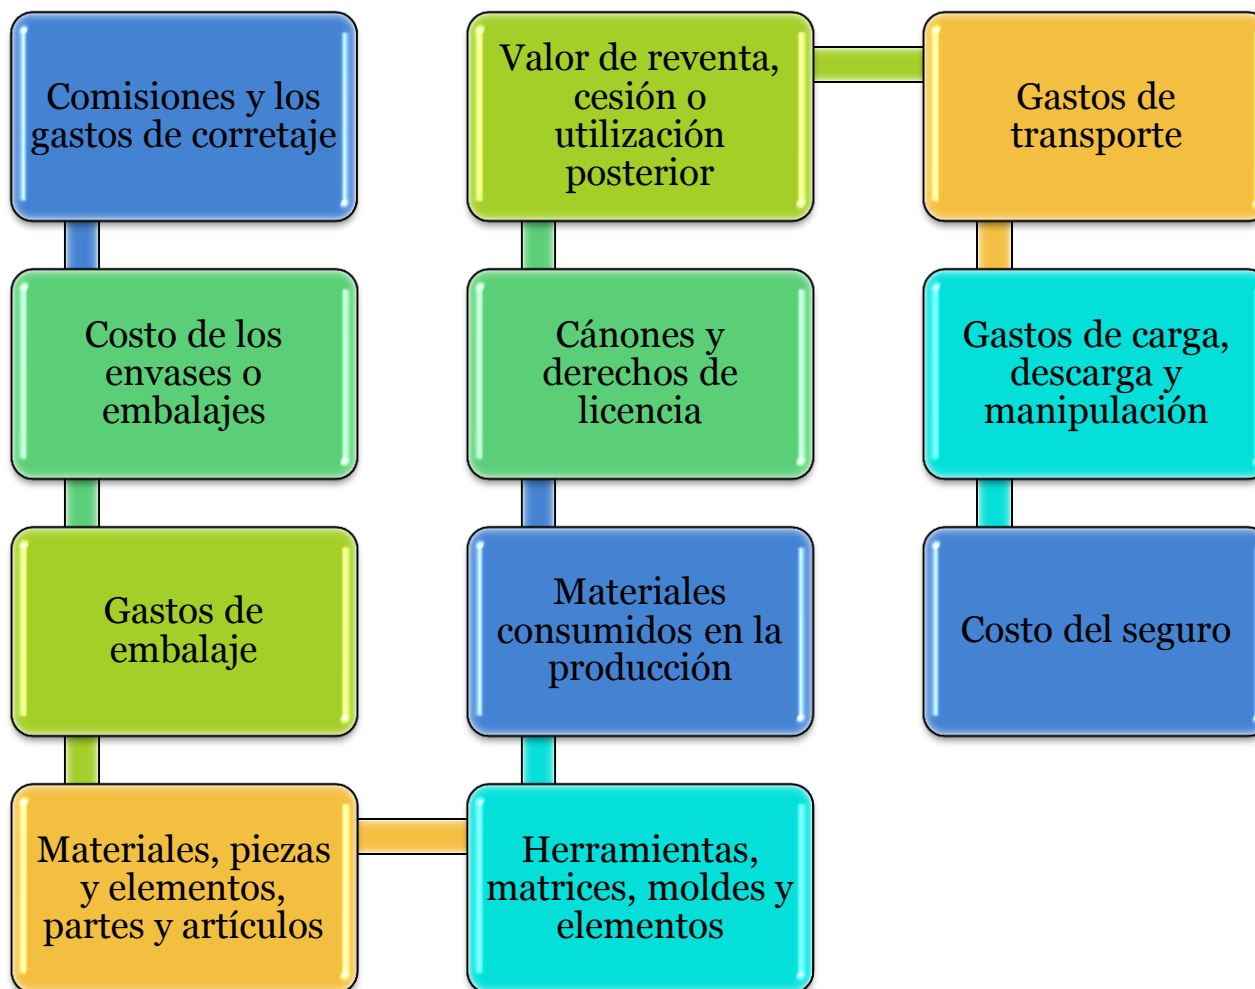 Comisiones y los
gastos de corretaje
Costo de los
envases o
embalajes
Gastos de
embalaje
Materiales, piezas
y elementos,
partes y artículos
Herramientas,
matrices, moldes y
elementos
Materiales
consumidos en la
producción
Cánones y
derechos de
licencia
Valor de reventa,
cesión o
utilización
posterior
Gastos de
transporte
Gastos de carga,
descarga y
manipulación
Costo del seguro